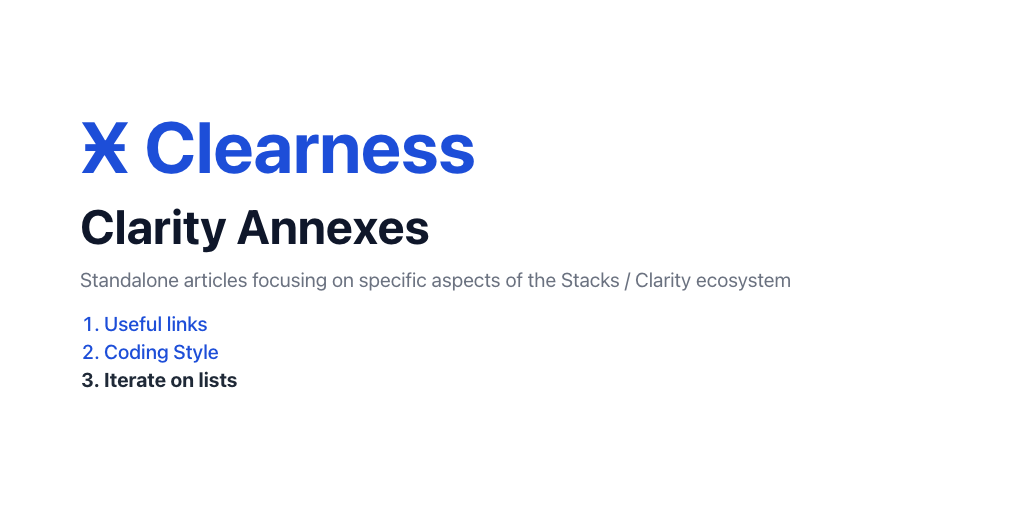 Ӿ Clearness
Clarity Annexes
Standalone articles focusing on specific aspects of the Stacks / Clarity ecosystem
1. Useful links
2. Coding Style
3. Iterate on lists